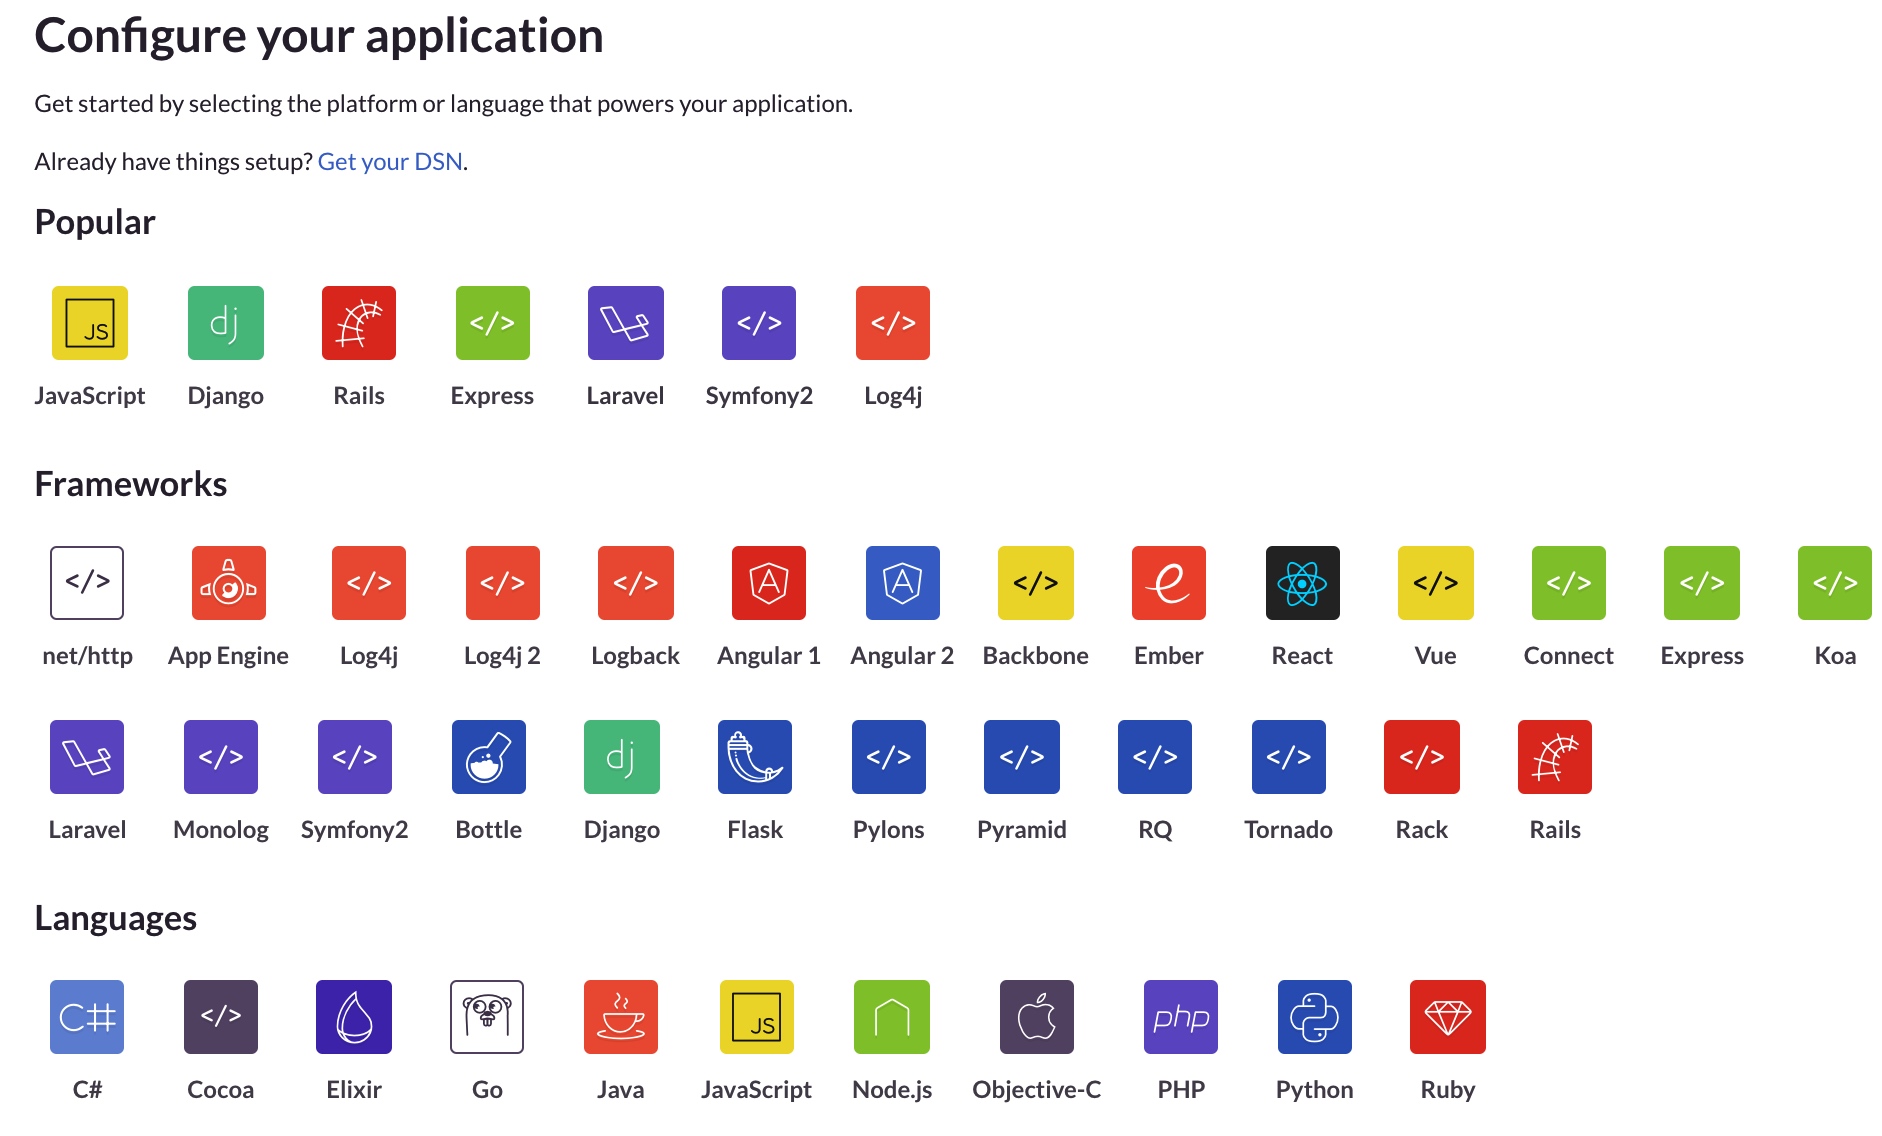 Configure your application
Get started by selecting the platform or language that powers your application.
Already have things setup? Get your DSN.
Popular
JS dj </> </> </>
JavaScript Django Rails Express Laravel Symfony2 Log4j
Frameworks
</> </> </> </> A A </> e </> </> </> </>
net/http App Engine Log4j Log4j 2 Logback Angular 1 Angular 2 Backbone Ember React Vue Connect Express Koa
</> </> dj </> </> </> </> </>
Laravel Monolog Symfony2 Bottle Django Flask Pylons Pyramid RQ Tornado Rack Rails
Languages
C# </> JS php
C# Cocoa Elixir Go Java JavaScript Node.js Objective-C PHP Python Ruby